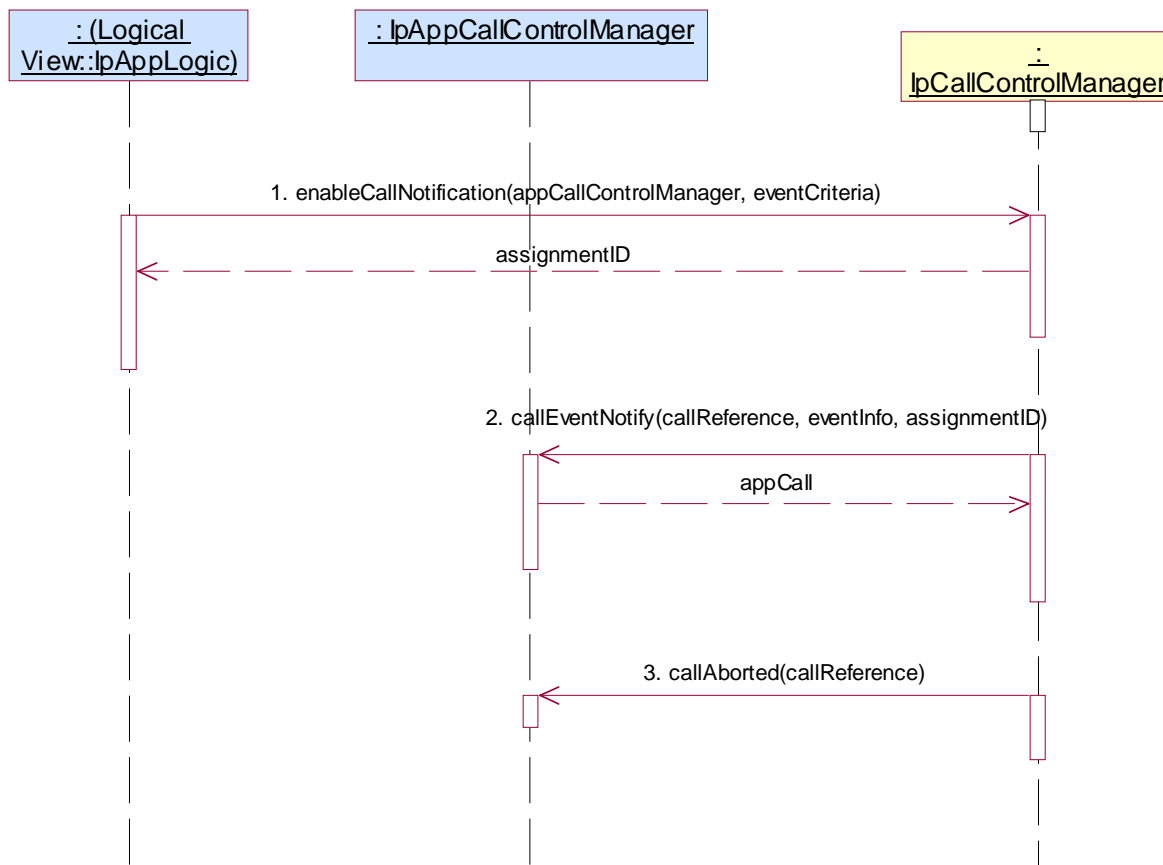 : (Logical
View::IpAppLogic)
: IpAppCallControlManager
:
IpCallControlManager
1. enableCallNotification(appCallControlManager, eventCriteria)
assignmentID
2. callEventNotify(callReference, eventInfo, assignmentID)
appCall
3. callAborted(callReference)